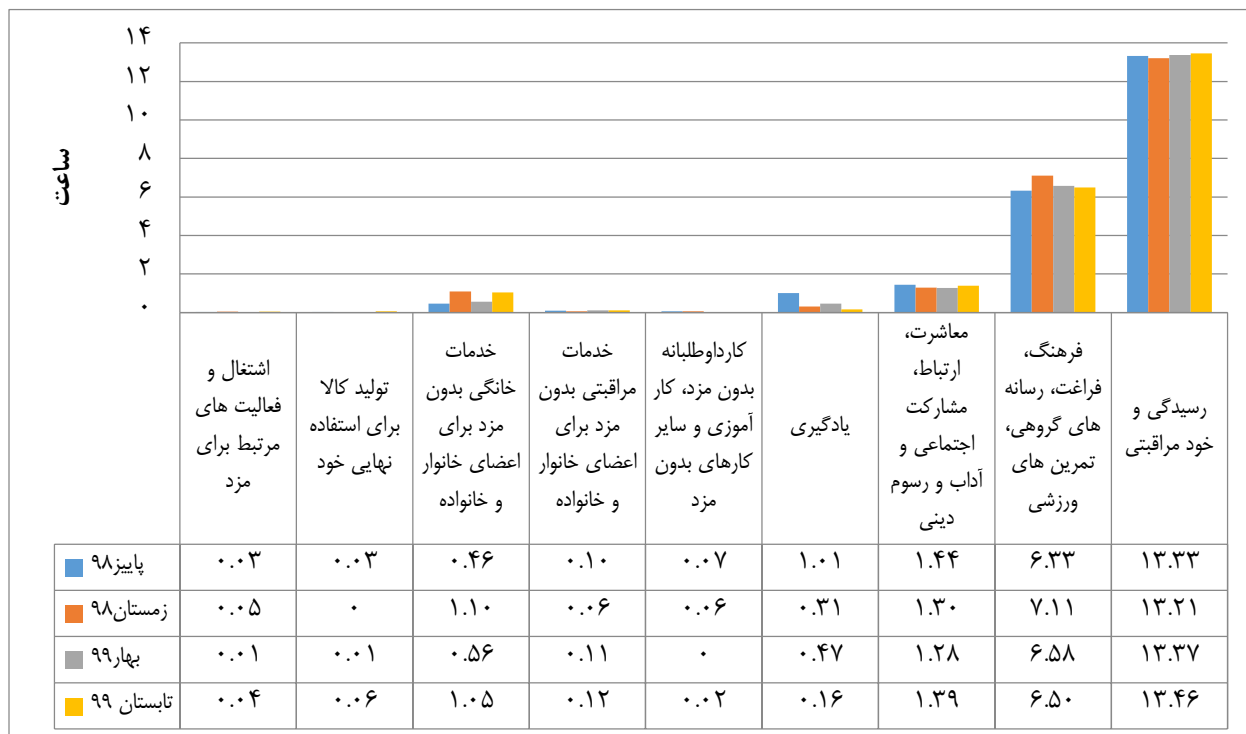 ۱۴
۱۲
۱۰
۸
۶
۴
۲
۰
ساعت
اشتغال و
فعالیت های
مرتبط برای
مزد
تولید کالا
برای استفاده
نهایی خود
خدمات
خانگی بدون
مزد برای
اعضای خانوار
و خانواده
خدمات
مراقبتی بدون
مزد برای
اعضای خانوار
و خانواده
کارداوطلبانه
بدون مزد، کار
آموزی و سایر
کارهای بدون
مزد
یادگیری
معاشرت،
ارتباط،
مشارکت
اجتماعی و
آداب و رسوم
دینی
فرهنگ،
فراغت، رسانه
های گروهی،
تمرین های
ورزشی
رسیدگی و
خود مراقبتی
پاییز۹۸ ۰.۰۳ ۰.۰۳ ۰.۴۶ ۰.۱۰ ۰.۰۷ ۱.۰۱ ۱.۴۴ ۶.۳۳ ۱۳.۳۳
زمستان۹۸ ۰.۰۵ ۰ ۱.۱۰ ۰.۰۶ ۰.۰۶ ۰.۳۱ ۱.۳۰ ۷.۱۱ ۱۳.۲۱
بهار۹۹ ۰.۰۱ ۰.۰۱ ۰.۵۶ ۰.۱۱ ۰ ۰.۴۷ ۱.۲۸ ۶.۵۸ ۱۳.۳۷
تابستان ۹۹ ۰.۰۴ ۰.۰۶ ۱.۰۵ ۰.۱۲ ۰.۰۲ ۰.۱۶ ۱.۳۹ ۶.۵۰ ۱۳.۴۶